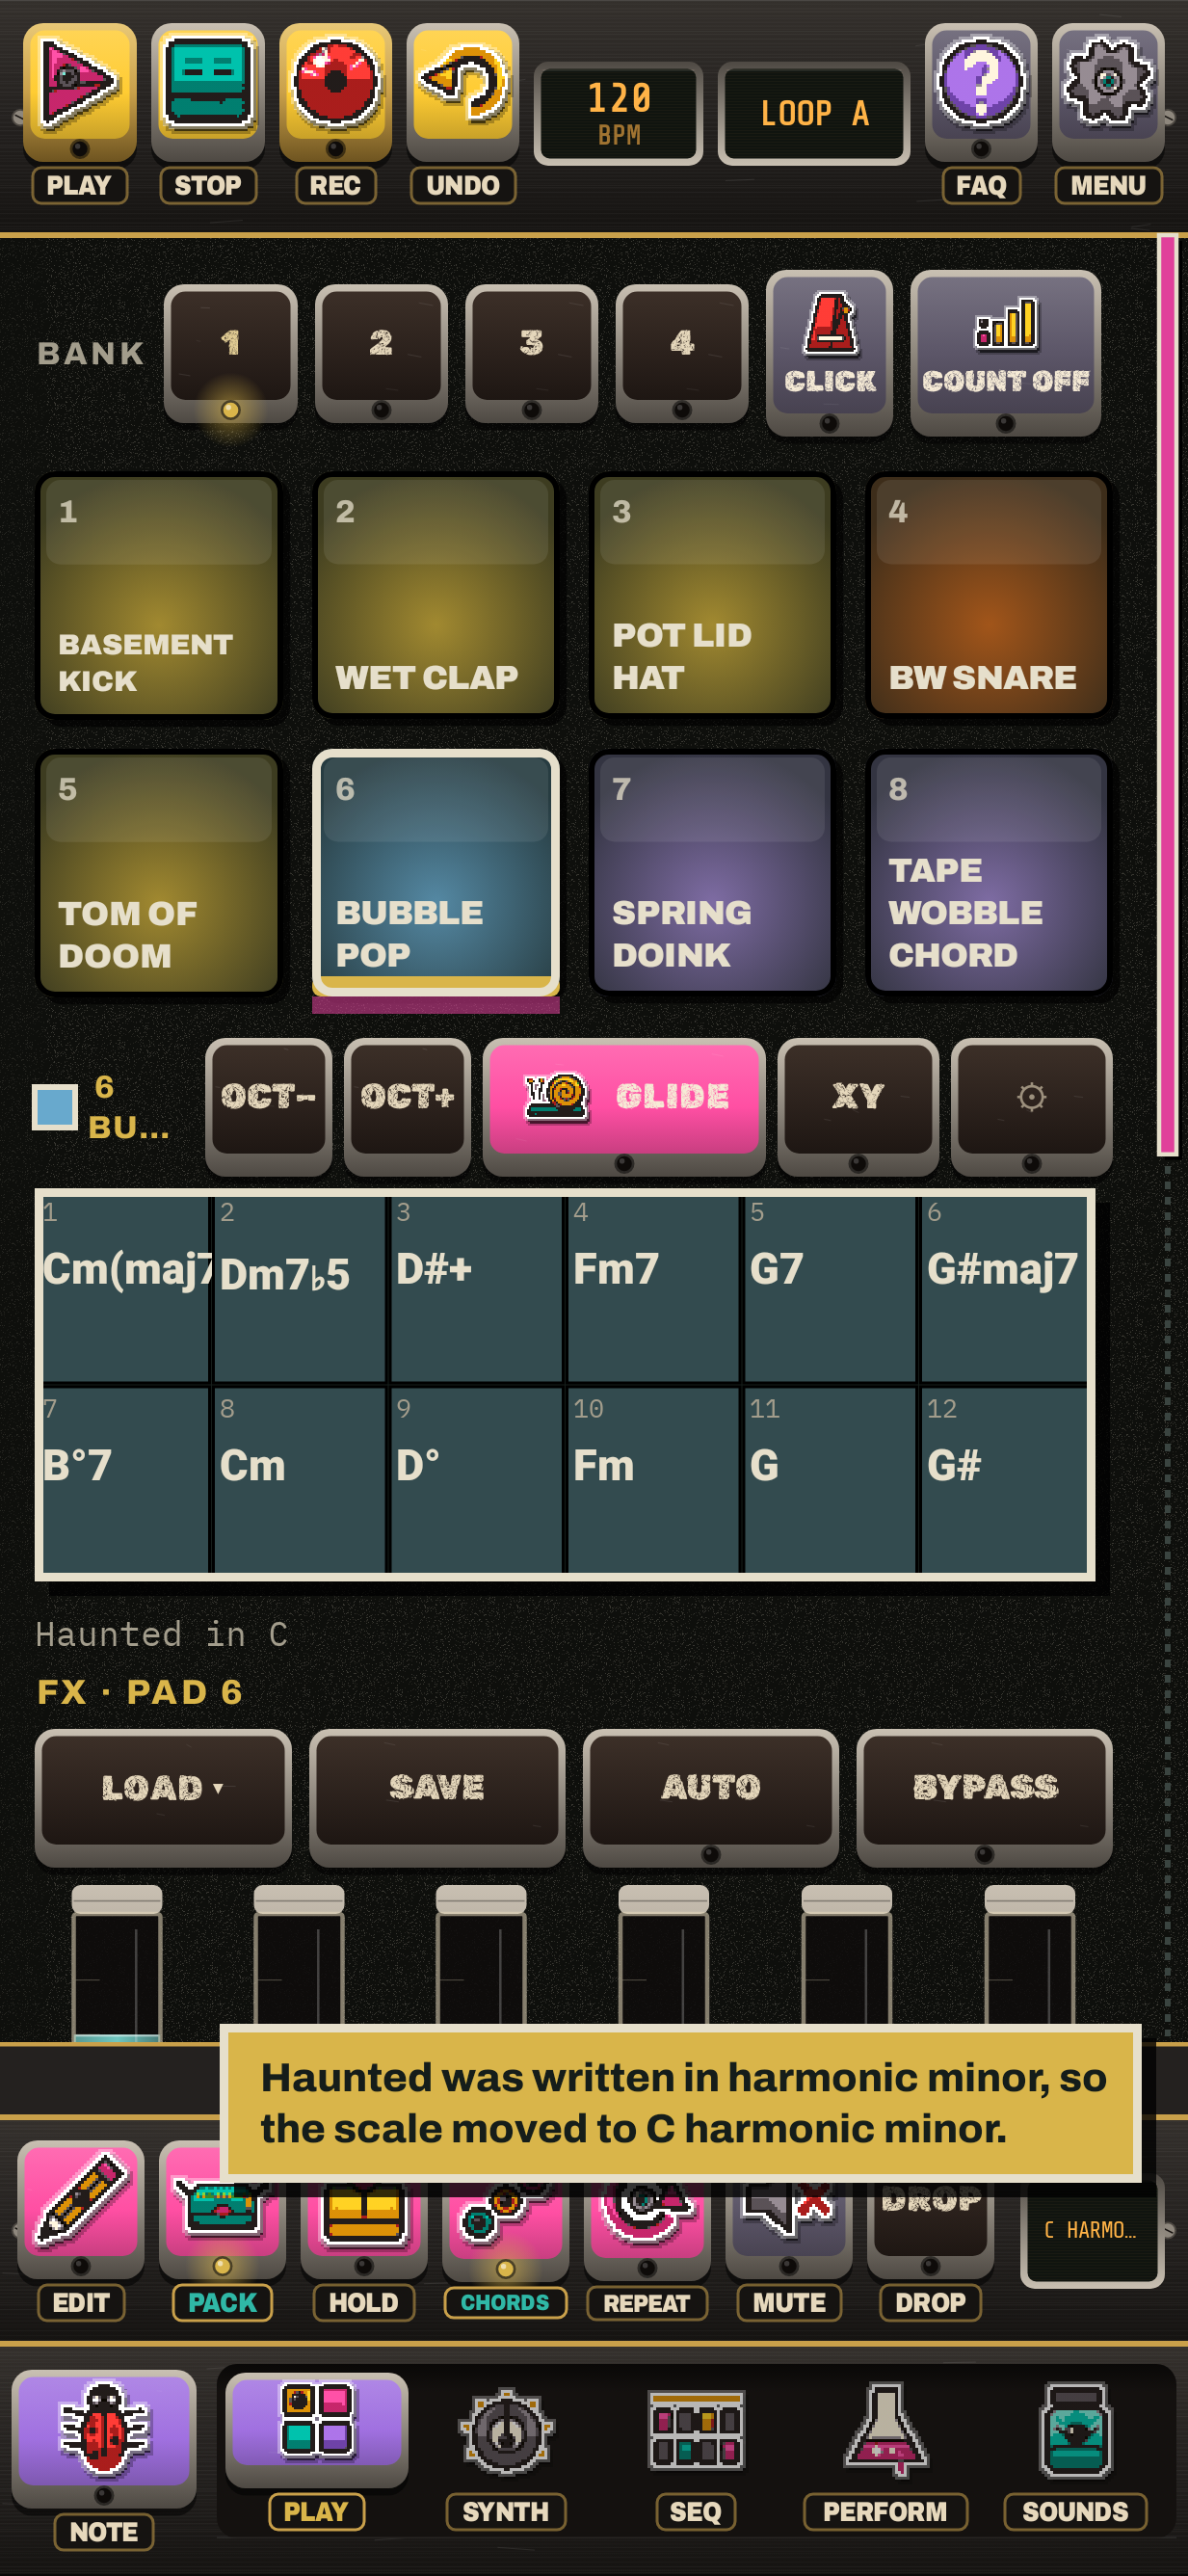 PLAY STOP REC UNDO 120 BPM LOOP A FAQ MENU
BANK 1 2 3 4 CLICK COUNT OFF
1 2 3 4
BASEMENT KICK WET CLAP POT LID HAT BW SNARE
5 6 7 8
TOM OF DOOM BUBBLE POP SPRING DOINK TAPE WOBBLE CHORD
6 BU... OCT- OCT+ GLIDE XY
1 2 3 4 5 6
Cm(maj7 Dm7♭5 D#+ Fm7 G7 G#maj7
7 8 9 10 11 12
B°7 Cm D° Fm G G#
Haunted in C
FX · PAD 6
LOAD ▾ SAVE AUTO BYPASS
Haunted was written in harmonic minor, so
the scale moved to C harmonic minor.
DROP C HARMO...
EDIT PACK HOLD CHORDS REPEAT MUTE DROP
NOTE PLAY SYNTH SEQ PERFORM SOUNDS